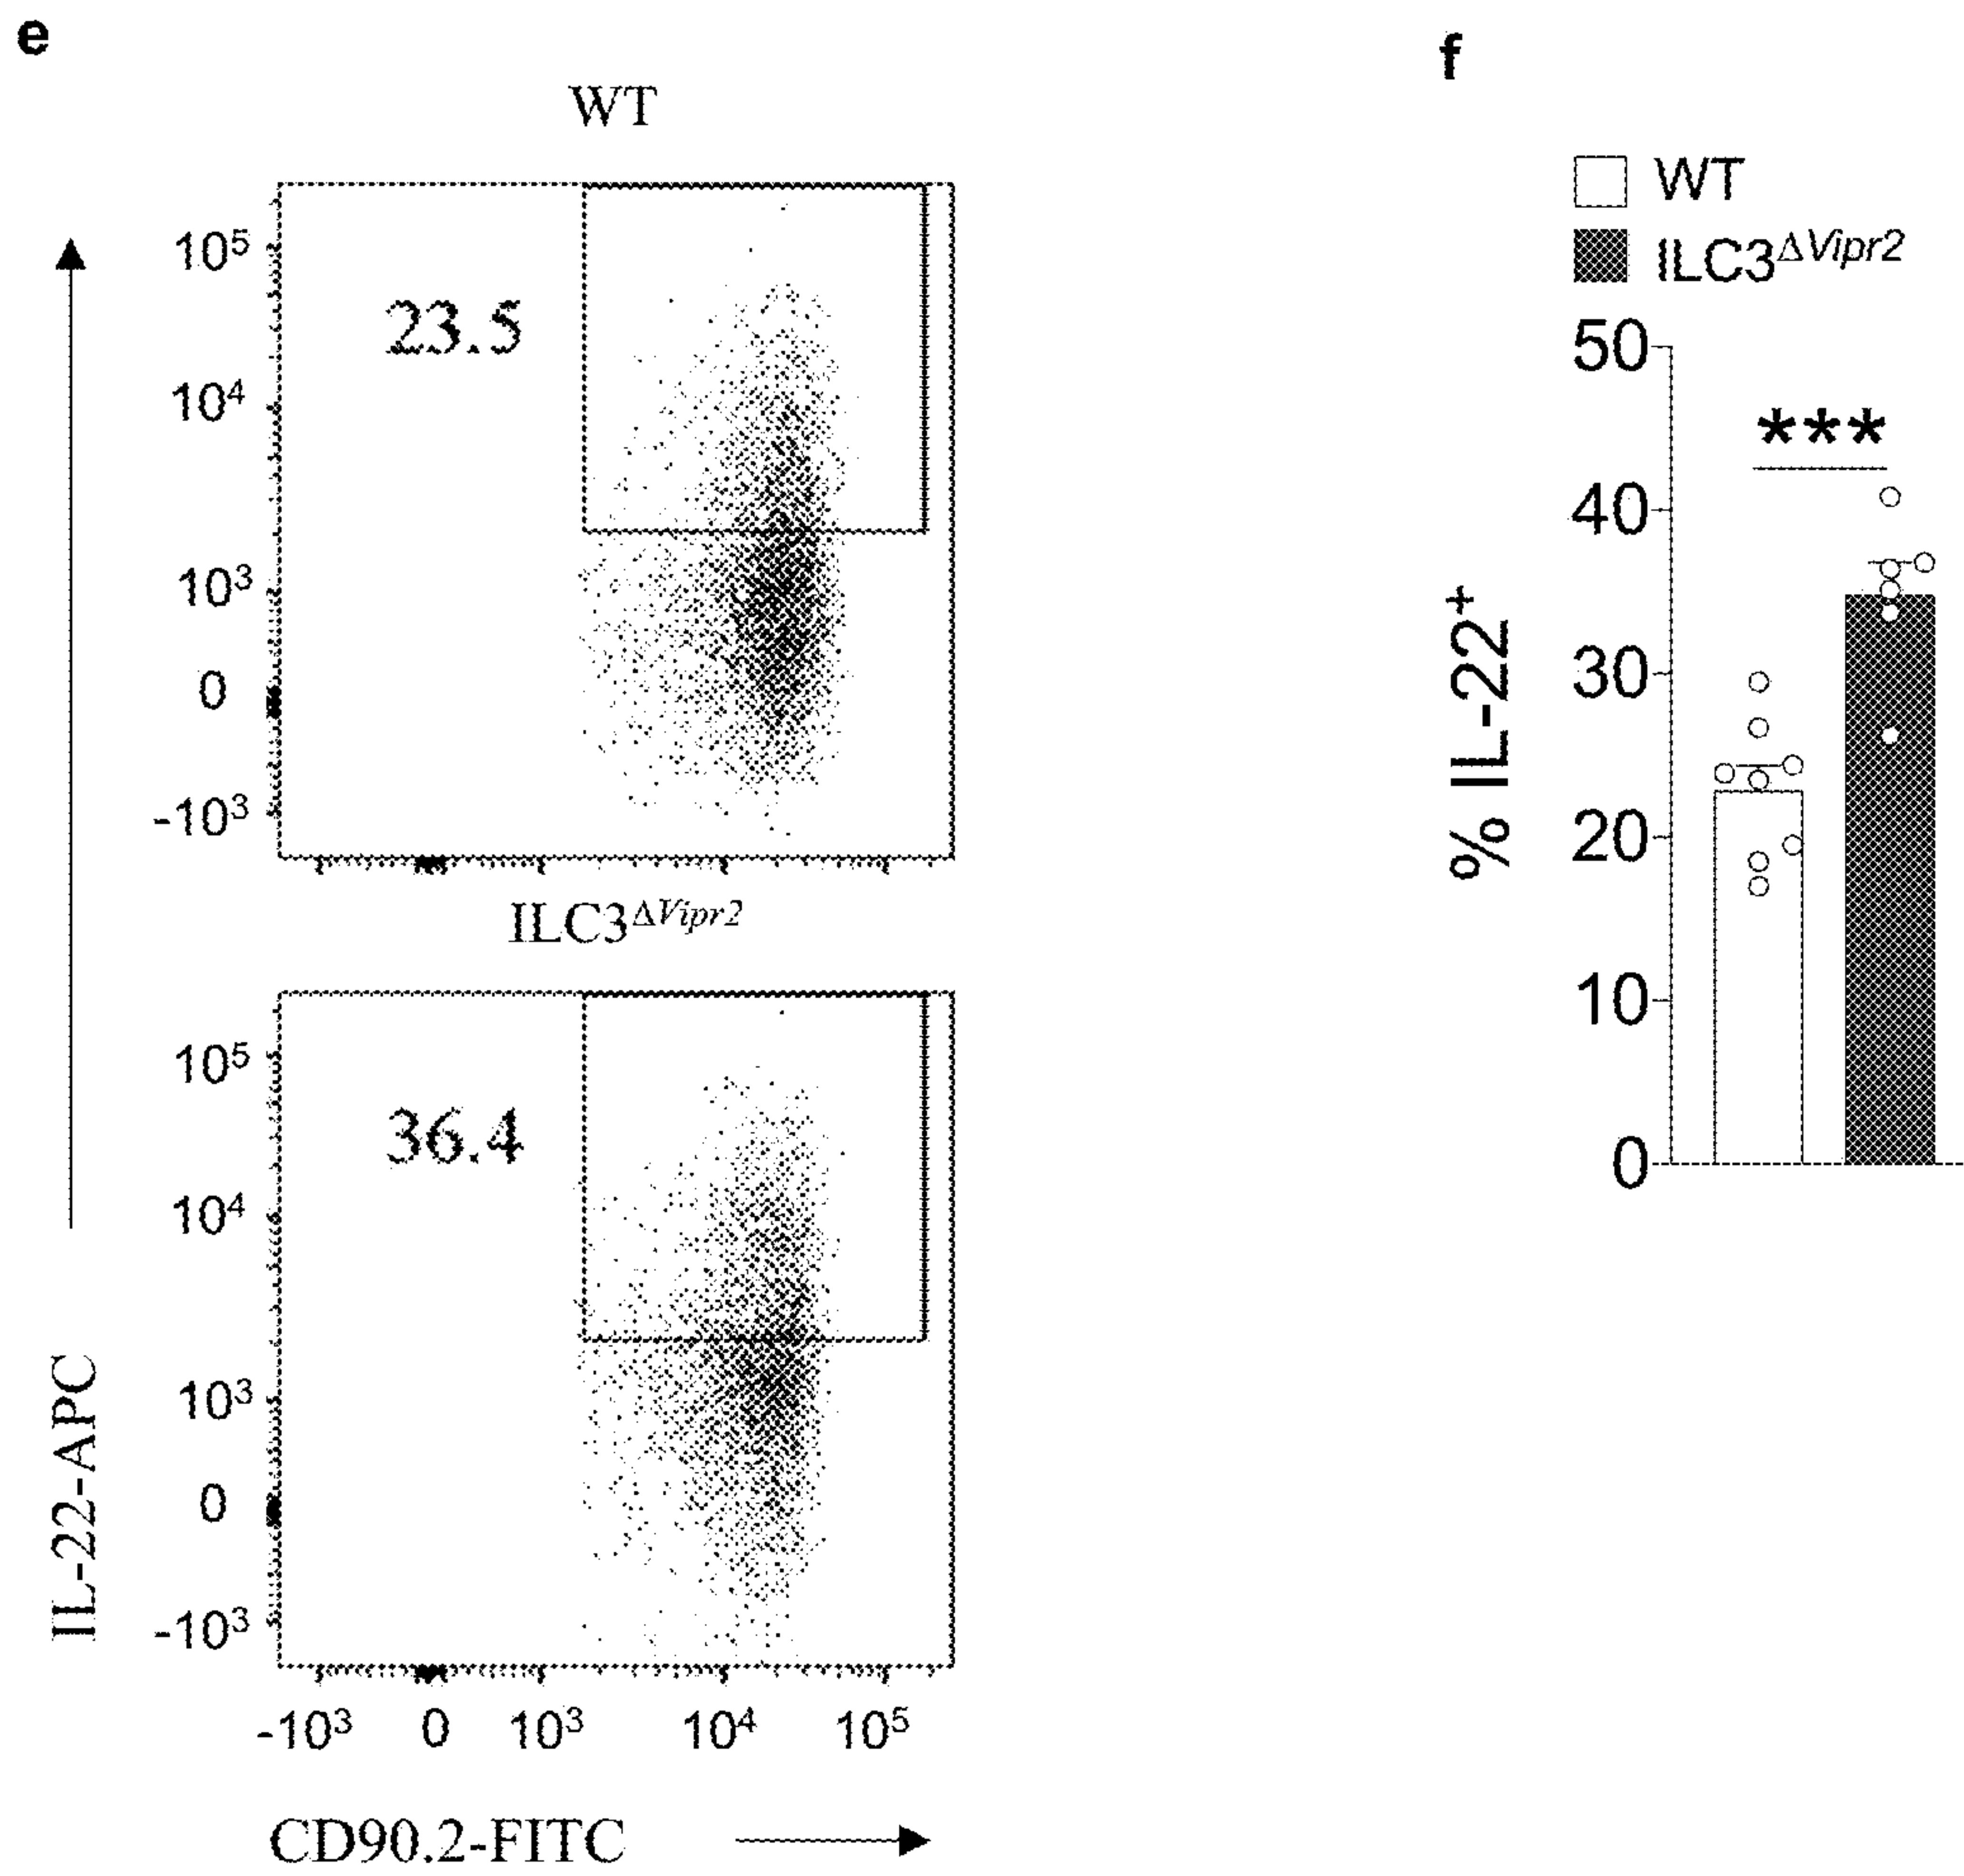 e
WT
10⁵
23.5
10⁴
10³
0
-10³
ILC3ΔVipr2
10⁵
36.4
10⁴
10³
0
-10³
-10³ 0 10³ 10⁴ 10⁵
IL-22-APC
CD90.2-FITC
f
WT
ILC3ΔVipr2
50
***
40
30
20
10
0
% IL-22⁺